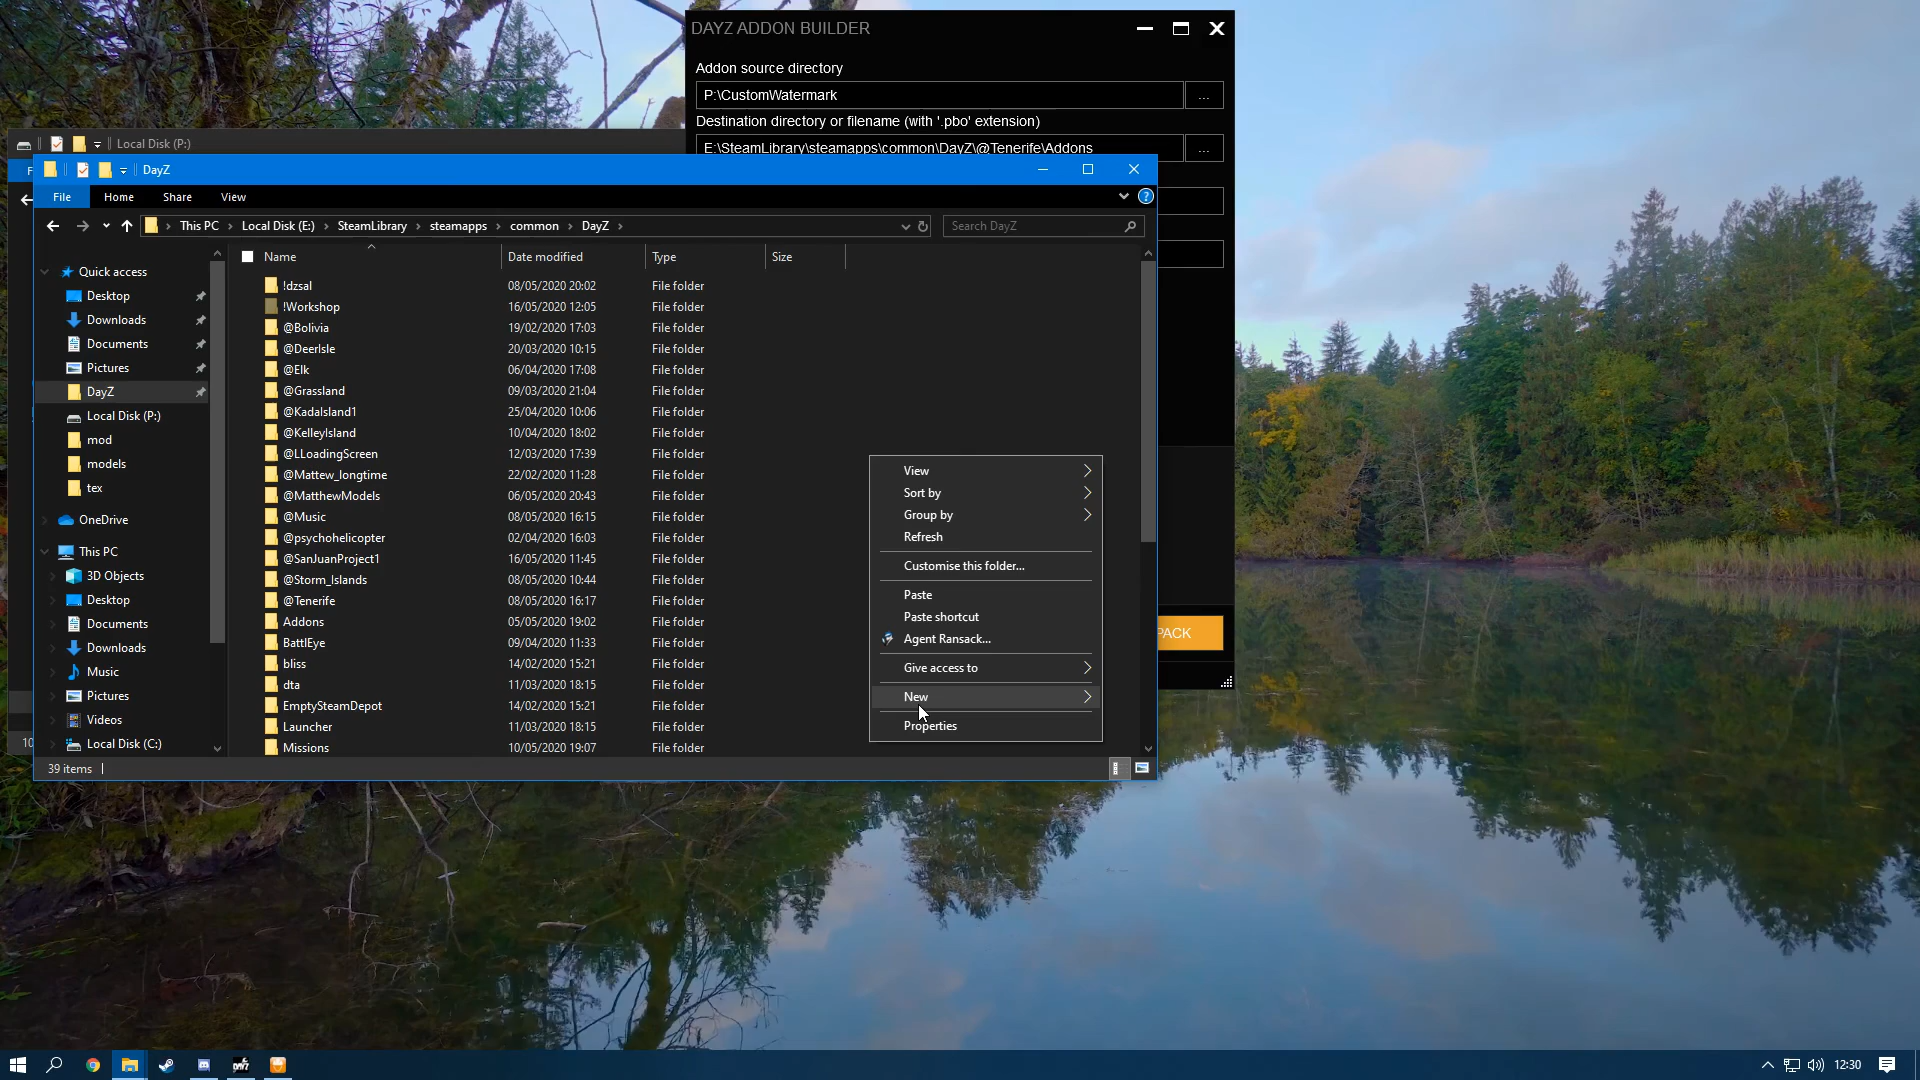 DAYZ ADDON BUILDER
Addon source directory
P:\CustomWatermark
...
Destination directory or filename (with '.pbo' extension)
E:\SteamLibrary\steamapps\common\DayZ\@Tenerife\Addons
...
Local Disk (P:)
DayZ
File Home Share View
This PC Local Disk (E:) SteamLibrary steamapps common DayZ
Search DayZ
Quick access
Desktop
Downloads
Documents
Pictures
DayZ
Local Disk (P:)
mod
models
tex
OneDrive
This PC
3D Objects
Desktop
Documents
Downloads
Music
Pictures
Videos
Local Disk (C:)
Name Date modified Type Size
!dzsal 08/05/2020 20:02 File folder
!Workshop 16/05/2020 12:05 File folder
@Bolivia 19/02/2020 17:03 File folder
@DeerIsle 20/03/2020 10:15 File folder
@Elk 06/04/2020 17:08 File folder
@Grassland 09/03/2020 21:04 File folder
@KadaIsland1 25/04/2020 10:06 File folder
@KelleyIsland 10/04/2020 18:02 File folder
@LLoadingScreen 12/03/2020 17:39 File folder
@Mattew_longtime 22/02/2020 11:28 File folder
@MatthewModels 06/05/2020 20:43 File folder
@Music 08/05/2020 16:15 File folder
@psychohelicopter 02/04/2020 16:03 File folder
@SanJuanProject1 16/05/2020 11:45 File folder
@Storm_Islands 08/05/2020 10:44 File folder
@Tenerife 08/05/2020 16:17 File folder
Addons 05/05/2020 19:02 File folder
BattlEye 09/04/2020 11:33 File folder
bliss 14/02/2020 15:21 File folder
dta 11/03/2020 18:15 File folder
EmptySteamDepot 14/02/2020 15:21 File folder
Launcher 11/03/2020 18:15 File folder
Missions 10/05/2020 19:07 File folder
View
Sort by
Group by
Refresh
Customise this folder...
Paste
Paste shortcut
Agent Ransack...
Give access to
New
Properties
PACK
39 items
12:30